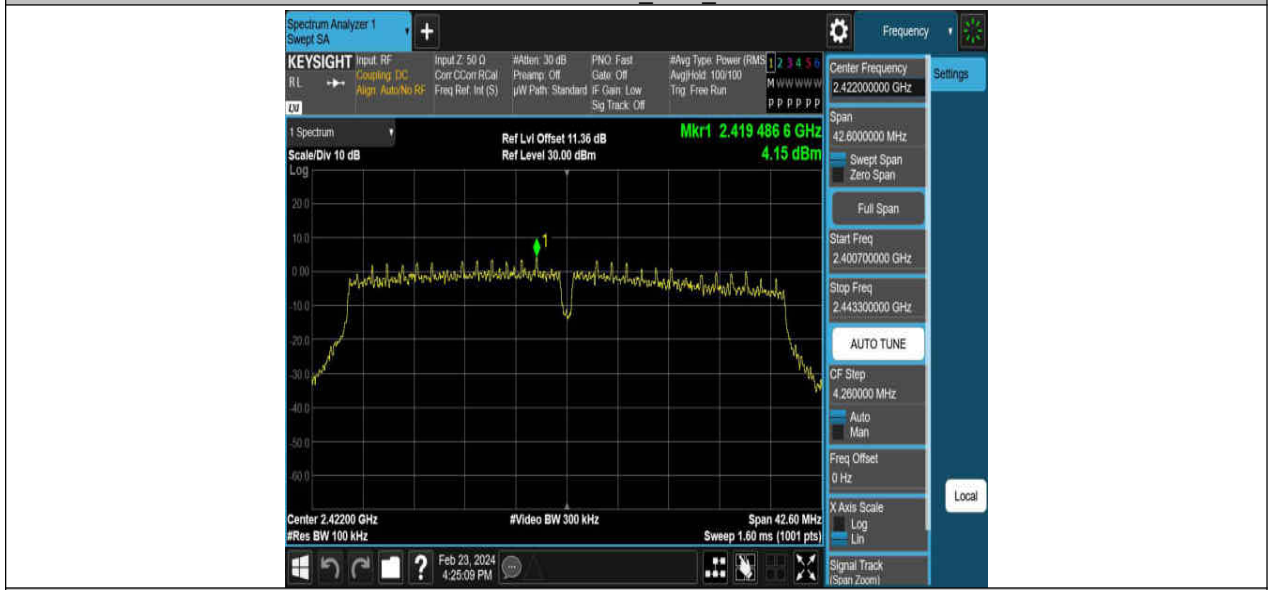 Spectrum Analyzer 1
Swept SA
+
Frequency
KEYSIGHT
RL
LXI
Input: RF
Coupling: DC
Align: Auto/No RF
Input Z: 50 Ω
Corr CCorr RCal
Freq Ref: Int (S)
#Atten: 30 dB
Preamp: Off
µW Path: Standard
PNO: Fast
Gate: Off
IF Gain: Low
Sig Track: Off
#Avg Type: Power (RMS
Avg|Hold: 100/100
Trig: Free Run
1 2 3 4 5 6
M W W W W W
P P P P P P
Center Frequency
2.422000000 GHz
Settings
1 Spectrum
Scale/Div 10 dB
Log
Ref Lvl Offset 11.36 dB
Ref Level 30.00 dBm
Mkr1 2.419 486 6 GHz
4.15 dBm
Span
42.6000000 MHz
Swept Span
Zero Span
Full Span
Start Freq
2.400700000 GHz
Stop Freq
2.443300000 GHz
AUTO TUNE
CF Step
4.260000 MHz
Auto
Man
Freq Offset
0 Hz
X Axis Scale
Log
Lin
Signal Track
(Span Zoom)
Local
20.0
10.0
1
0.00
-10.0
-20.0
-30.0
-40.0
-50.0
-60.0
Center 2.42200 GHz
#Res BW 100 kHz
#Video BW 300 kHz
Span 42.60 MHz
Sweep 1.60 ms (1001 pts)
?
Feb 23, 2024
4:25:09 PM